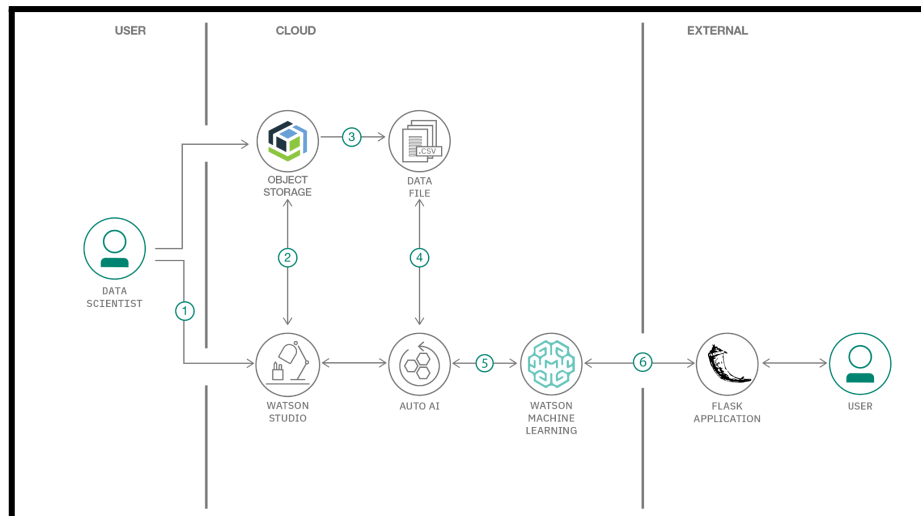 USER
CLOUD
EXTERNAL
3
.CSV
OBJECT
STORAGE
DATA
FILE
2
4
DATA
SCIENTIST
1
5
6
WATSON
STUDIO
AUTO AI
WATSON
MACHINE
LEARNING
FLASK
APPLICATION
USER